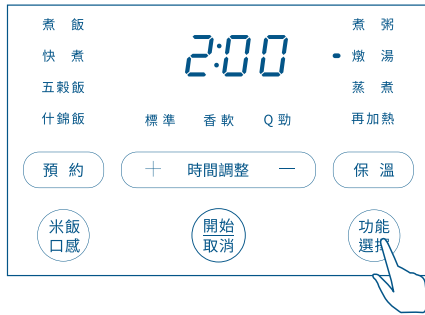 煮飯
快煮
五穀飯
什錦飯
2:00
煮粥
燉湯
蒸煮
再加熱
標準 香軟 Q勁
預約
+ 時間調整 −
保溫
米飯
口感
開始
取消
功能
選擇